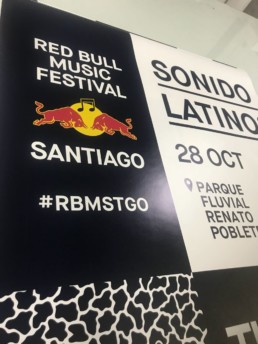 RED BULL
MUSIC
FESTIVAL
SANTIAGO
#RBMSTGO
SONIDO
LATINO
28 OCT
PARQUE
FLUVIAL
RENATO
POBLETE